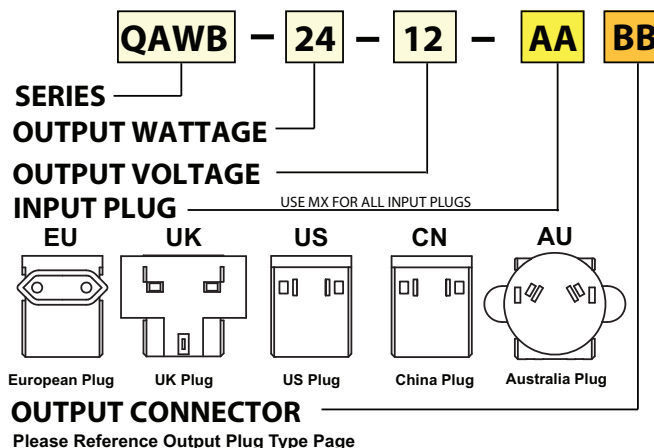 QAWB – 24 – 12 – AA BB
SERIES
OUTPUT WATTAGE
OUTPUT VOLTAGE
INPUT PLUG USE MX FOR ALL INPUT PLUGS
EU UK US CN AU
European Plug UK Plug US Plug China Plug Australia Plug
OUTPUT CONNECTOR
Please Reference Output Plug Type Page